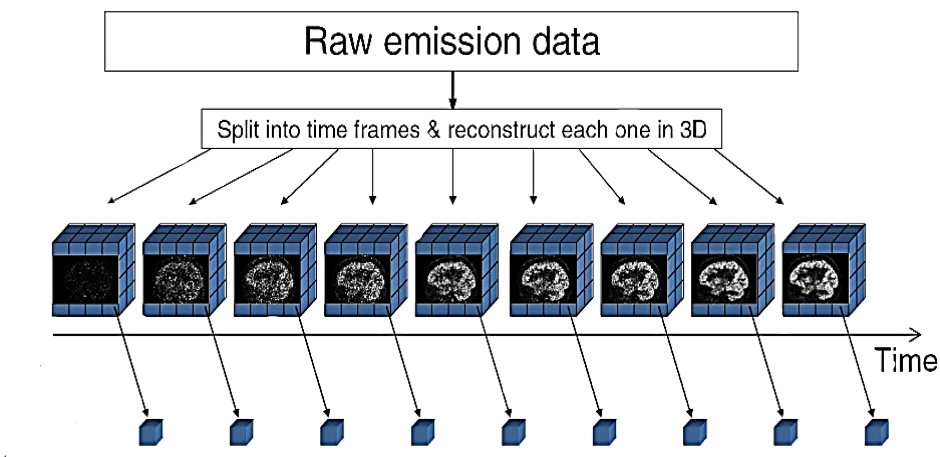 Raw emission data
Split into time frames & reconstruct each one in 3D
Time